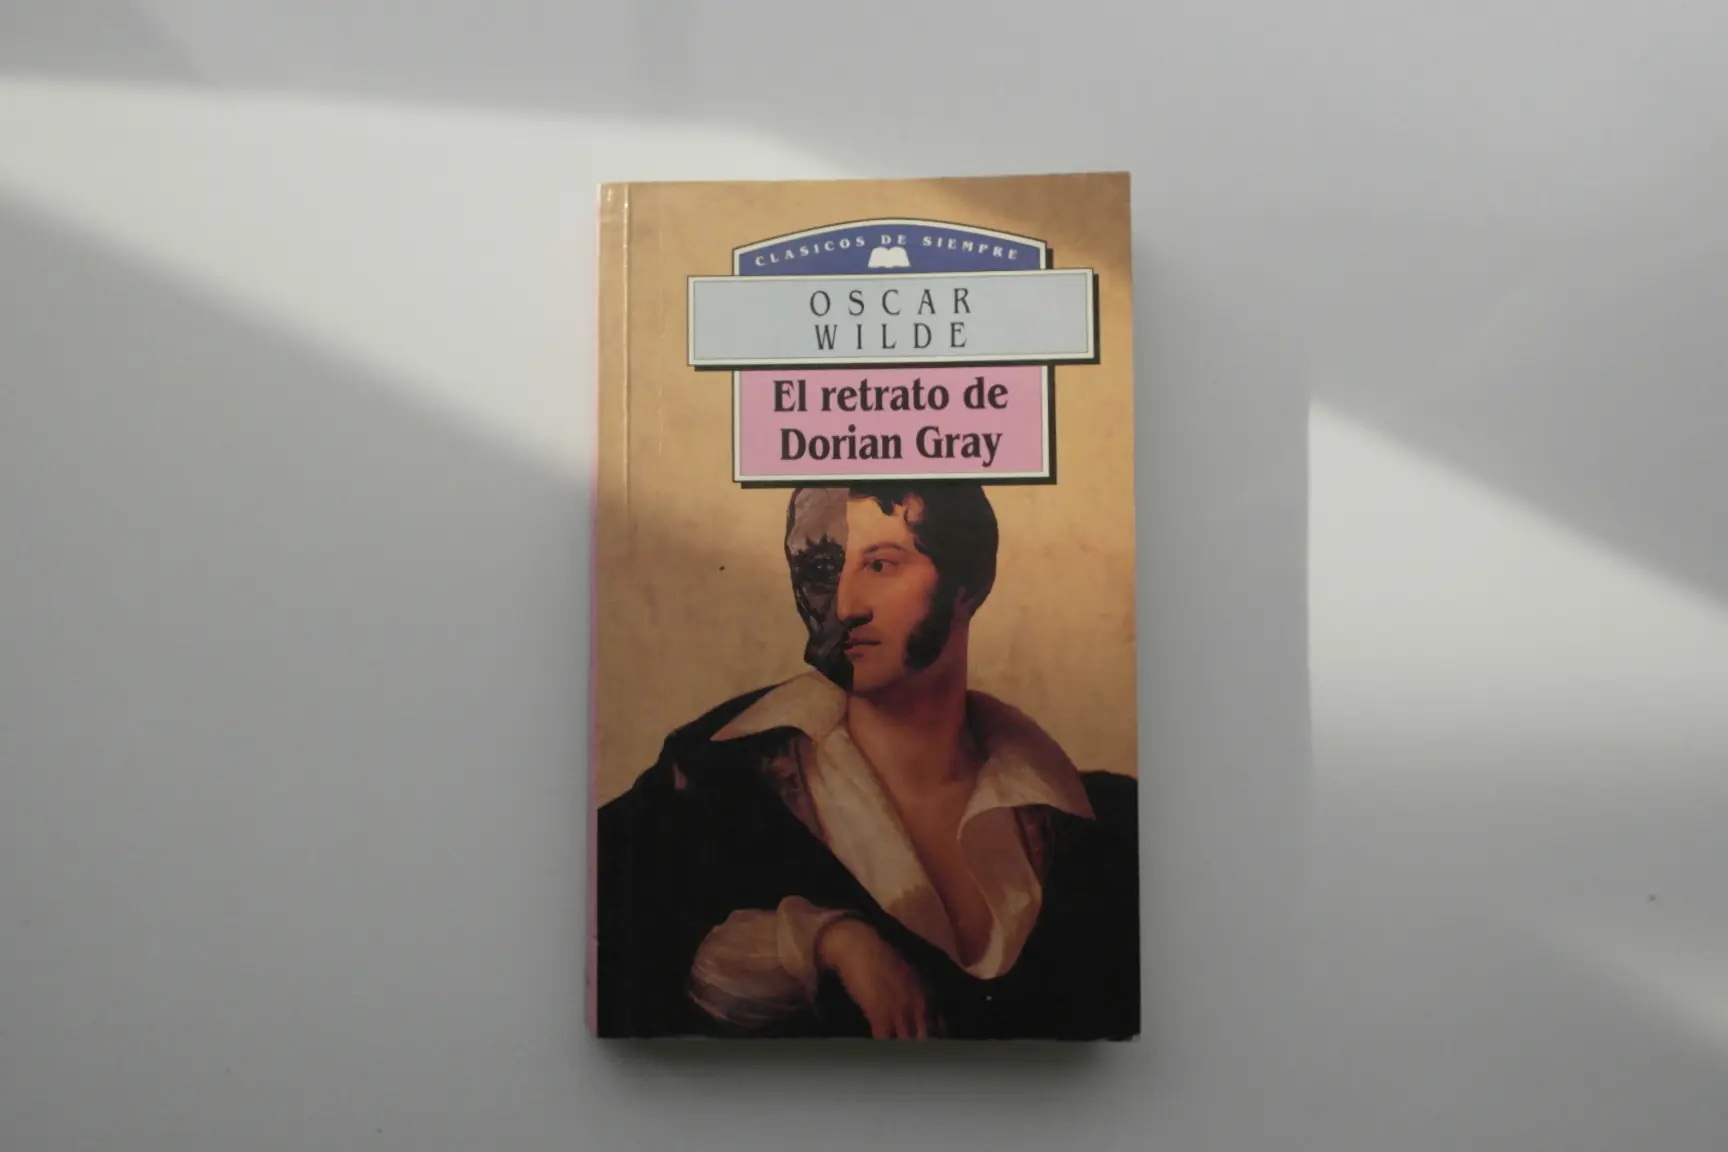 CLASICOS DE SIEMPRE
OSCAR
WILDE
El retrato de
Dorian Gray